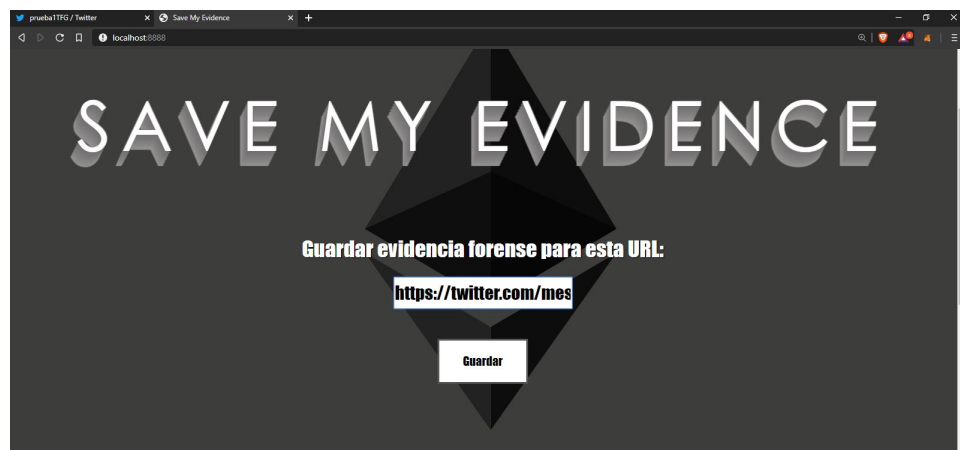 prueba1TFG / Twitter
Save My Evidence
localhost:8888
SAVE MY EVIDENCE
Guardar evidencia forense para esta URL:
https://twitter.com/mes
Guardar